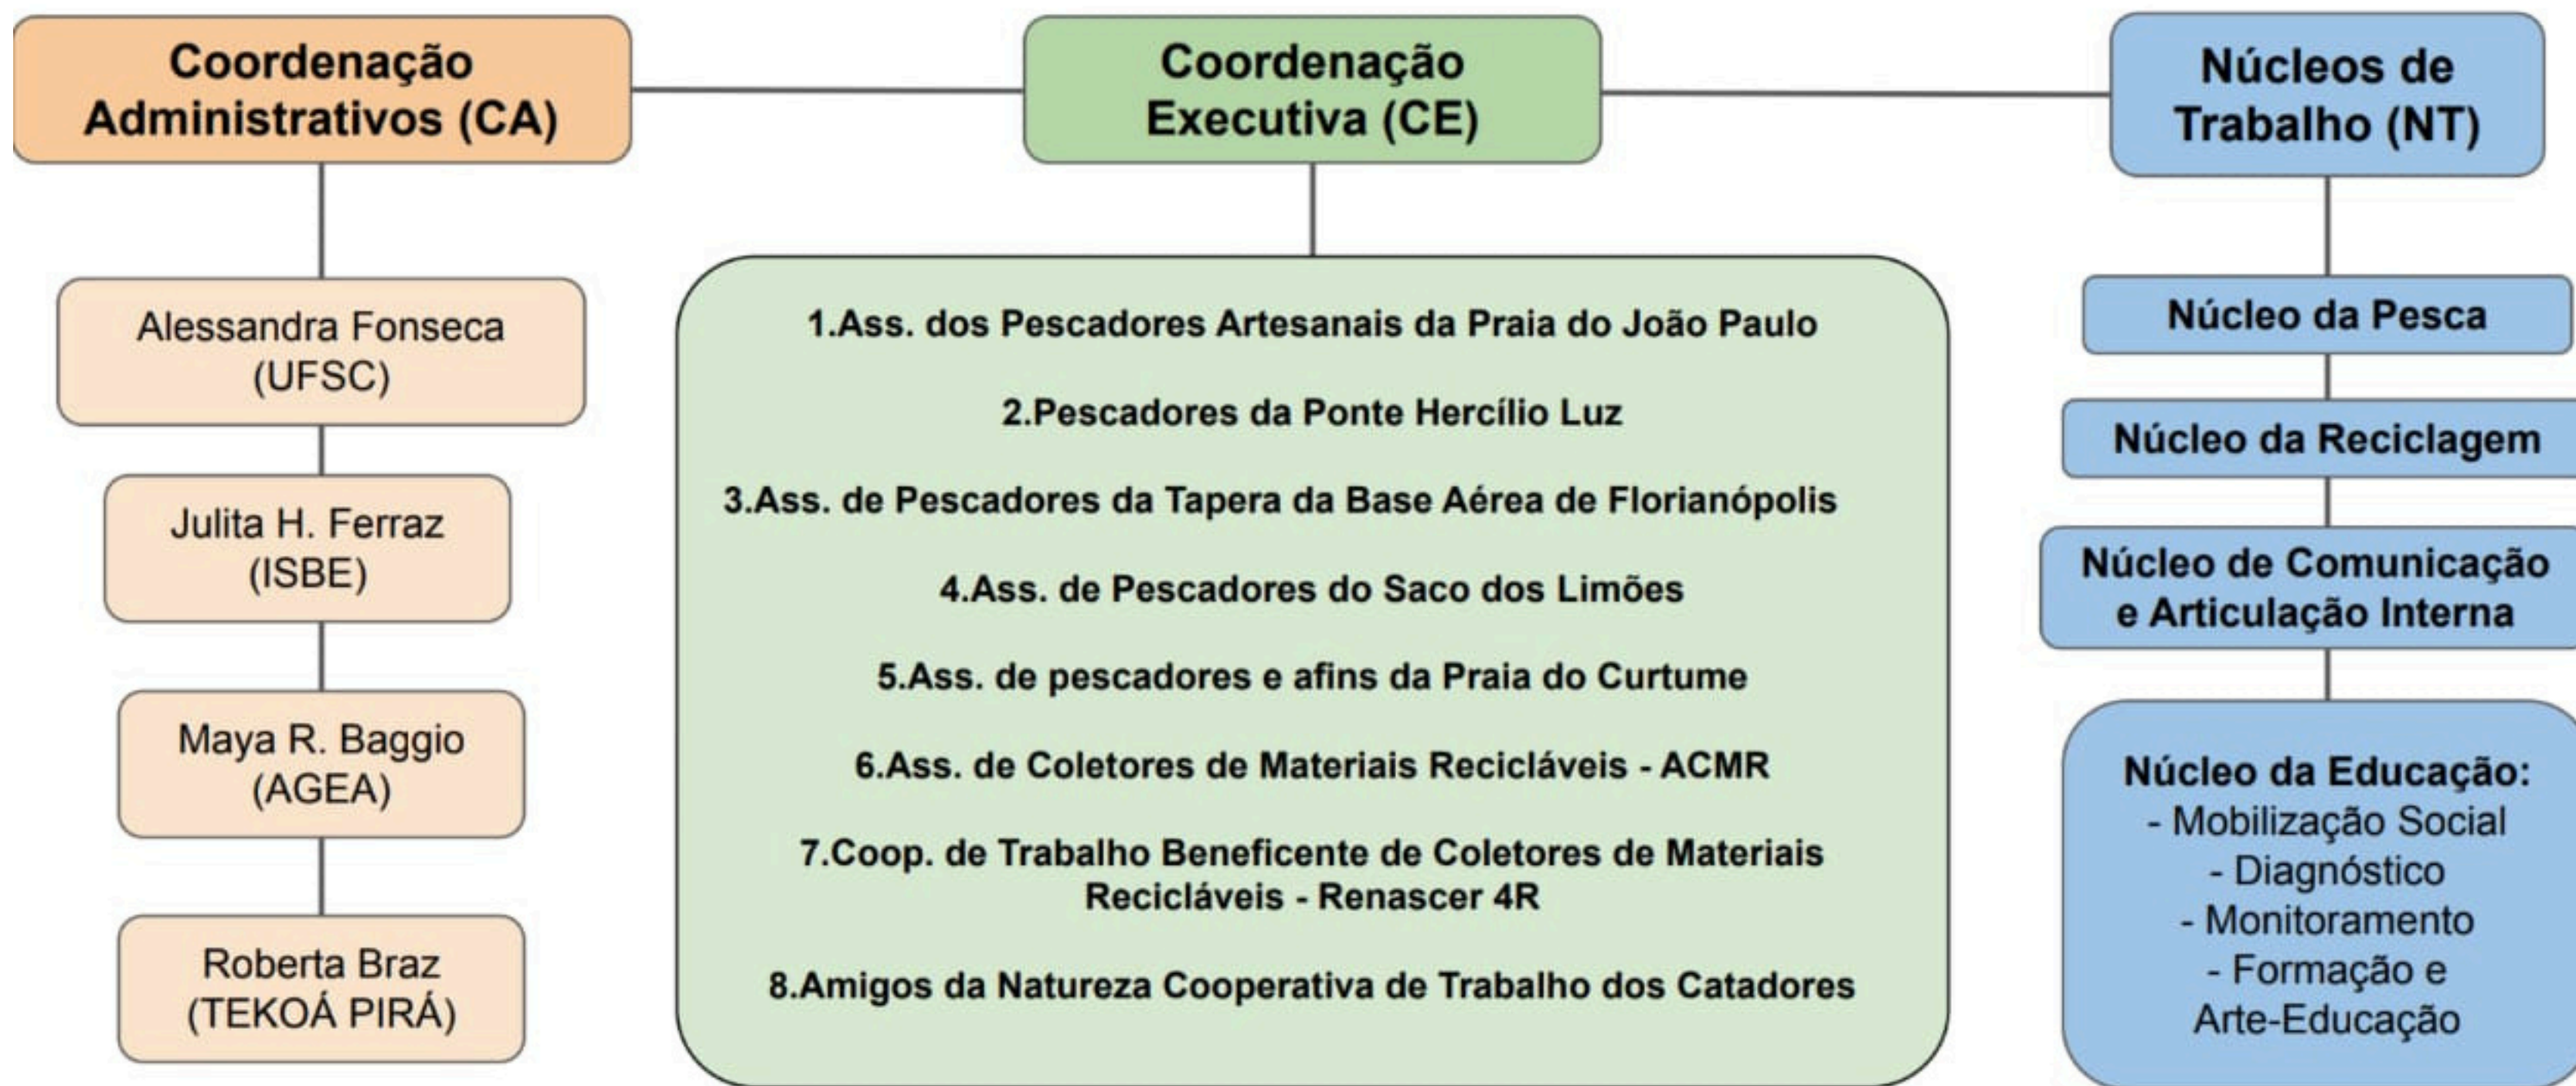 Coordenação
Administrativos (CA)
Alessandra Fonseca
(UFSC)
Julita H. Ferraz
(ISBE)
Maya R. Baggio
(AGEA)
Roberta Braz
(TEKOÁ PIRÁ)
Coordenação
Executiva (CE)
1.Ass. dos Pescadores Artesanais da Praia do João Paulo
2.Pescadores da Ponte Hercílio Luz
3.Ass. de Pescadores da Tapera da Base Aérea de Florianópolis
4.Ass. de Pescadores do Saco dos Limões
5.Ass. de pescadores e afins da Praia do Curtume
6.Ass. de Coletores de Materiais Recicláveis - ACMR
7.Coop. de Trabalho Beneficente de Coletores de Materiais
Recicláveis - Renascer 4R
8.Amigos da Natureza Cooperativa de Trabalho dos Catadores
Núcleos de
Trabalho (NT)
Núcleo da Pesca
Núcleo da Reciclagem
Núcleo de Comunicação
e Articulação Interna
Núcleo da Educação:
- Mobilização Social
- Diagnóstico
- Monitoramento
- Formação e
Arte-Educação